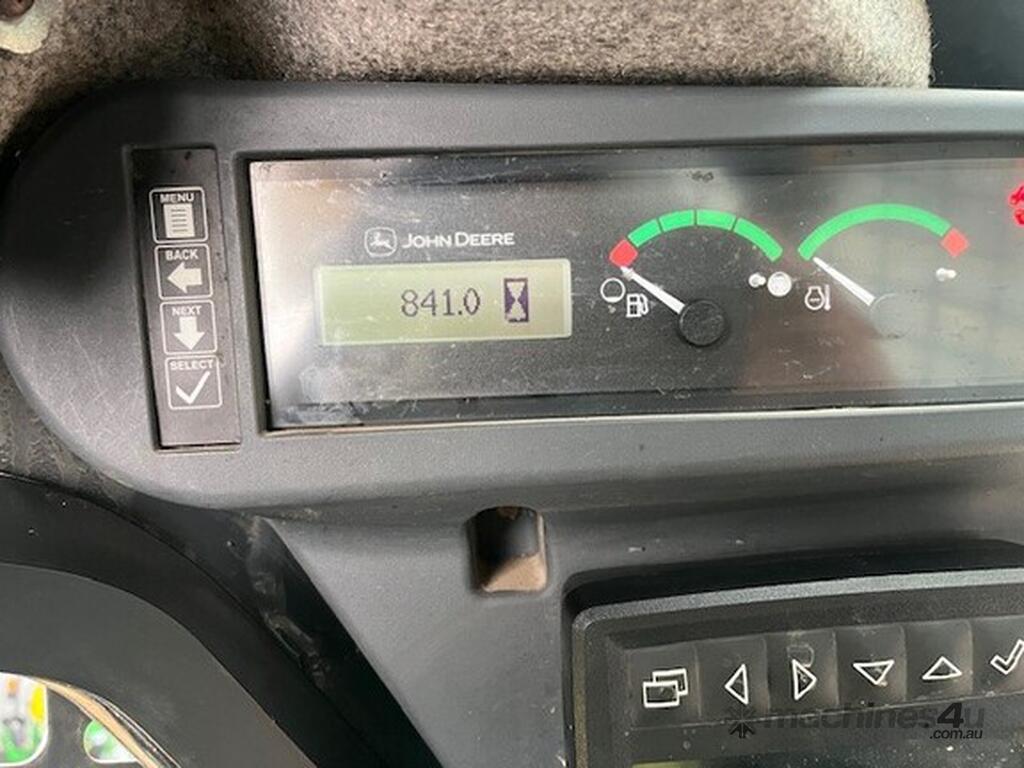 MENU
BACK
NEXT
SELECT
JOHN DEERE
841.0
machines4u
.com.au